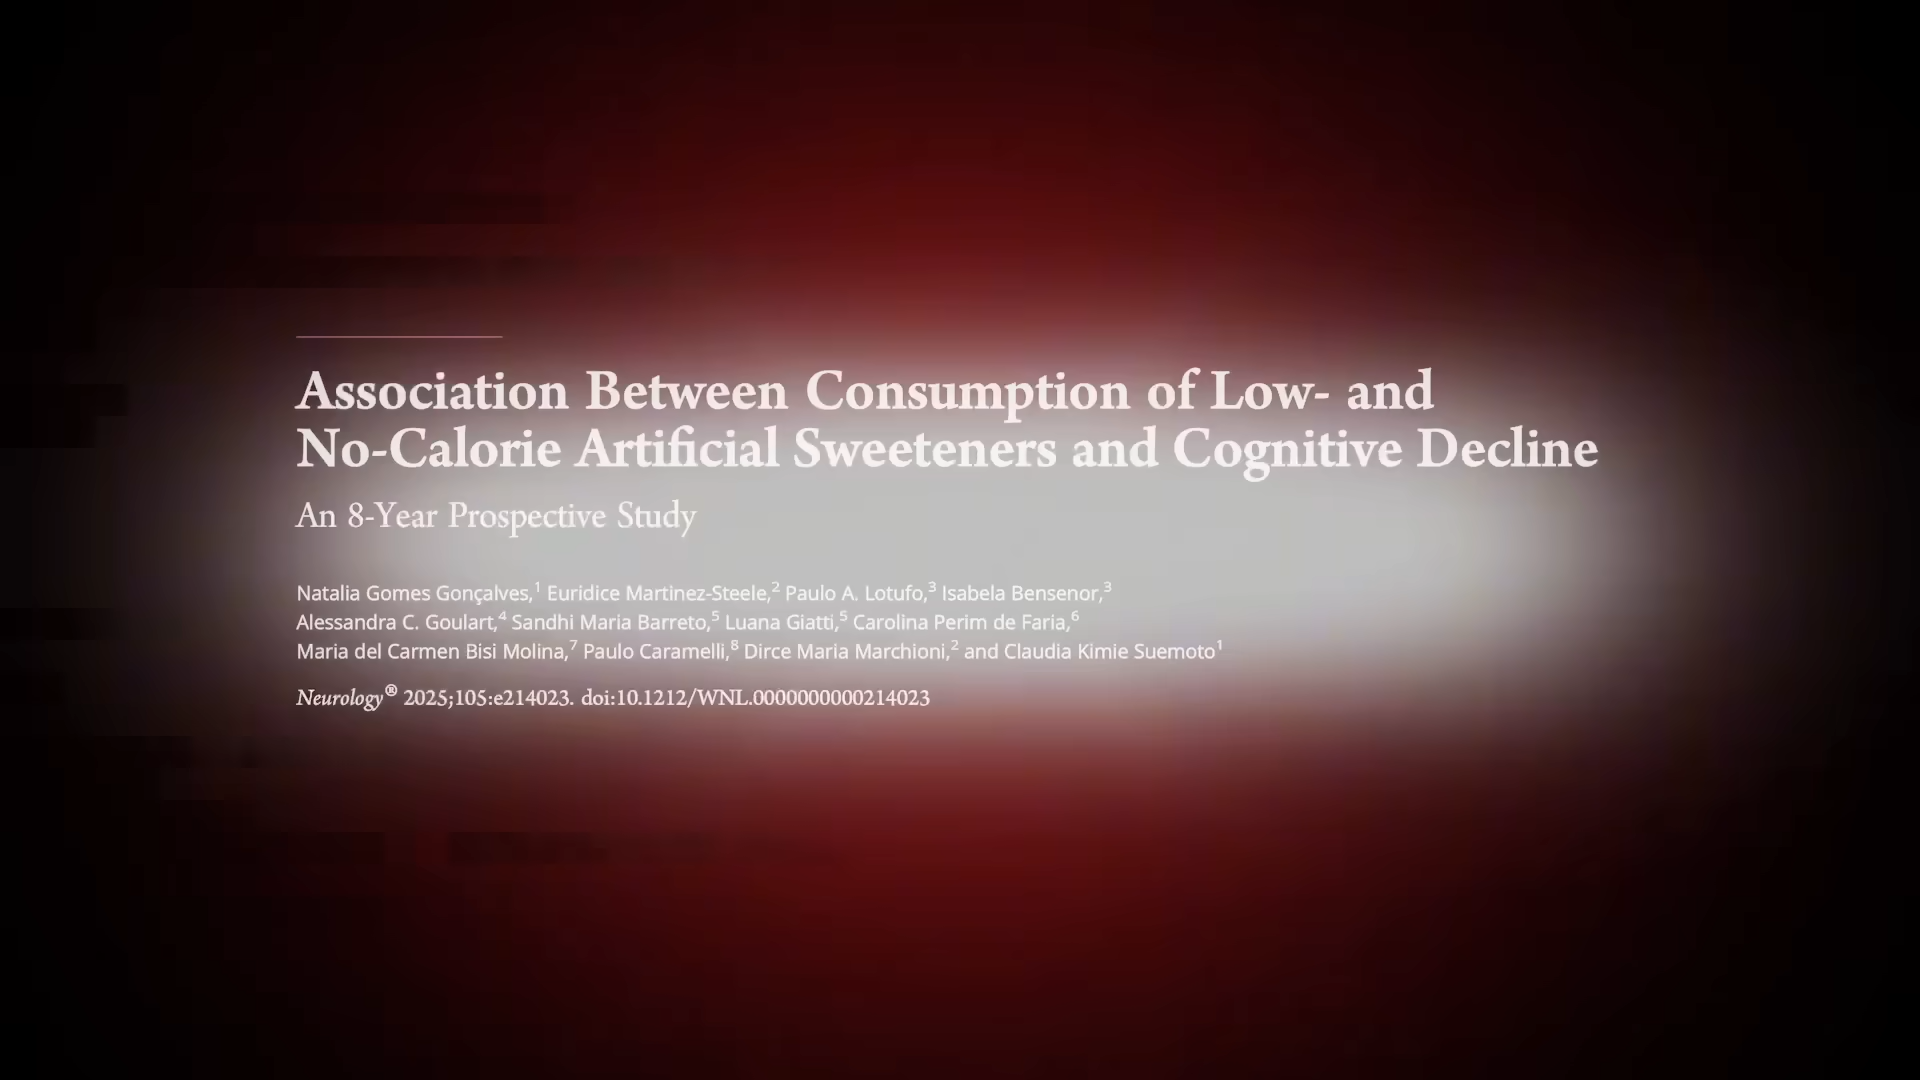 Association Between Consumption of Low- and
No-Calorie Artificial Sweeteners and Cognitive Decline
An 8-Year Prospective Study
Natalia Gomes Gonçalves,¹ Euridice Martinez-Steele,² Paulo A. Lotufo,³ Isabela Bensenor,³
Alessandra C. Goulart,⁴ Sandhi Maria Barreto,⁵ Luana Giatti,⁵ Carolina Perim de Faria,⁶
Maria del Carmen Bisi Molina,⁷ Paulo Caramelli,⁸ Dirce Maria Marchioni,² and Claudia Kimie Suemoto¹
Neurology® 2025;105:e214023. doi:10.1212/WNL.0000000000214023